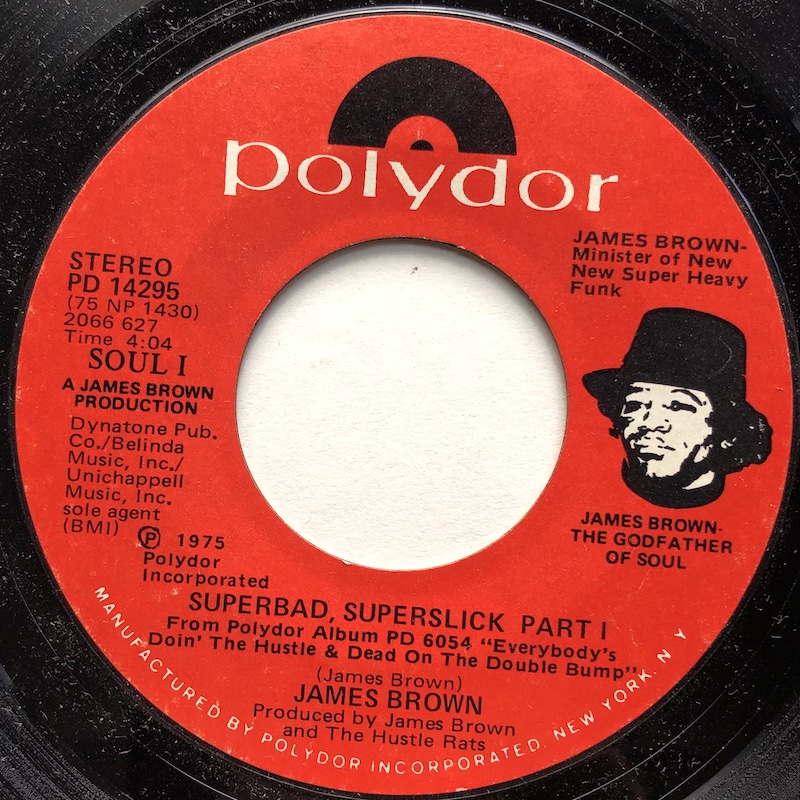 polydor
STEREO
PD 14295
(75 NP 1430)
2066 627
Time 4:04
SOUL I
A JAMES BROWN
PRODUCTION
Dynatone Pub.
Co./Belinda
Music, Inc./
Unichappell
Music, Inc.
sole agent
(BMI)
℗ 1975
Polydor
Incorporated
JAMES BROWN-
Minister of New
New Super Heavy
Funk
JAMES BROWN-
THE GODFATHER
OF SOUL
SUPERBAD, SUPERSLICK PART I
From Polydor Album PD 6054 "Everybody's
Doin' The Hustle & Dead On The Double Bump"
(James Brown)
JAMES BROWN
Produced by James Brown
and The Hustle Rats
MANUFACTURED BY POLYDOR INCORPORATED. NEW YORK. N Y